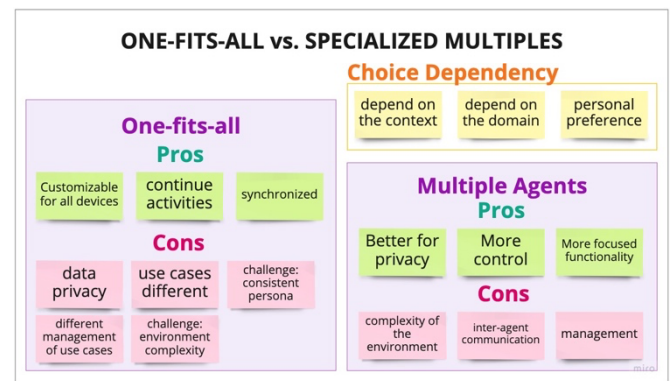 ONE-FITS-ALL vs. SPECIALIZED MULTIPLES
Choice Dependency
depend on
the context
depend on
the domain
personal
preference
One-fits-all
Pros
Customizable
for all devices
continue
activities
synchronized
Cons
data
privacy
use cases
different
challenge:
consistent
persona
different
management
of use cases
challenge:
environment
complexity
Multiple Agents
Pros
Better for
privacy
More
control
More focused
functionality
Cons
complexity of
the
environment
inter-agent
communication
management
miro